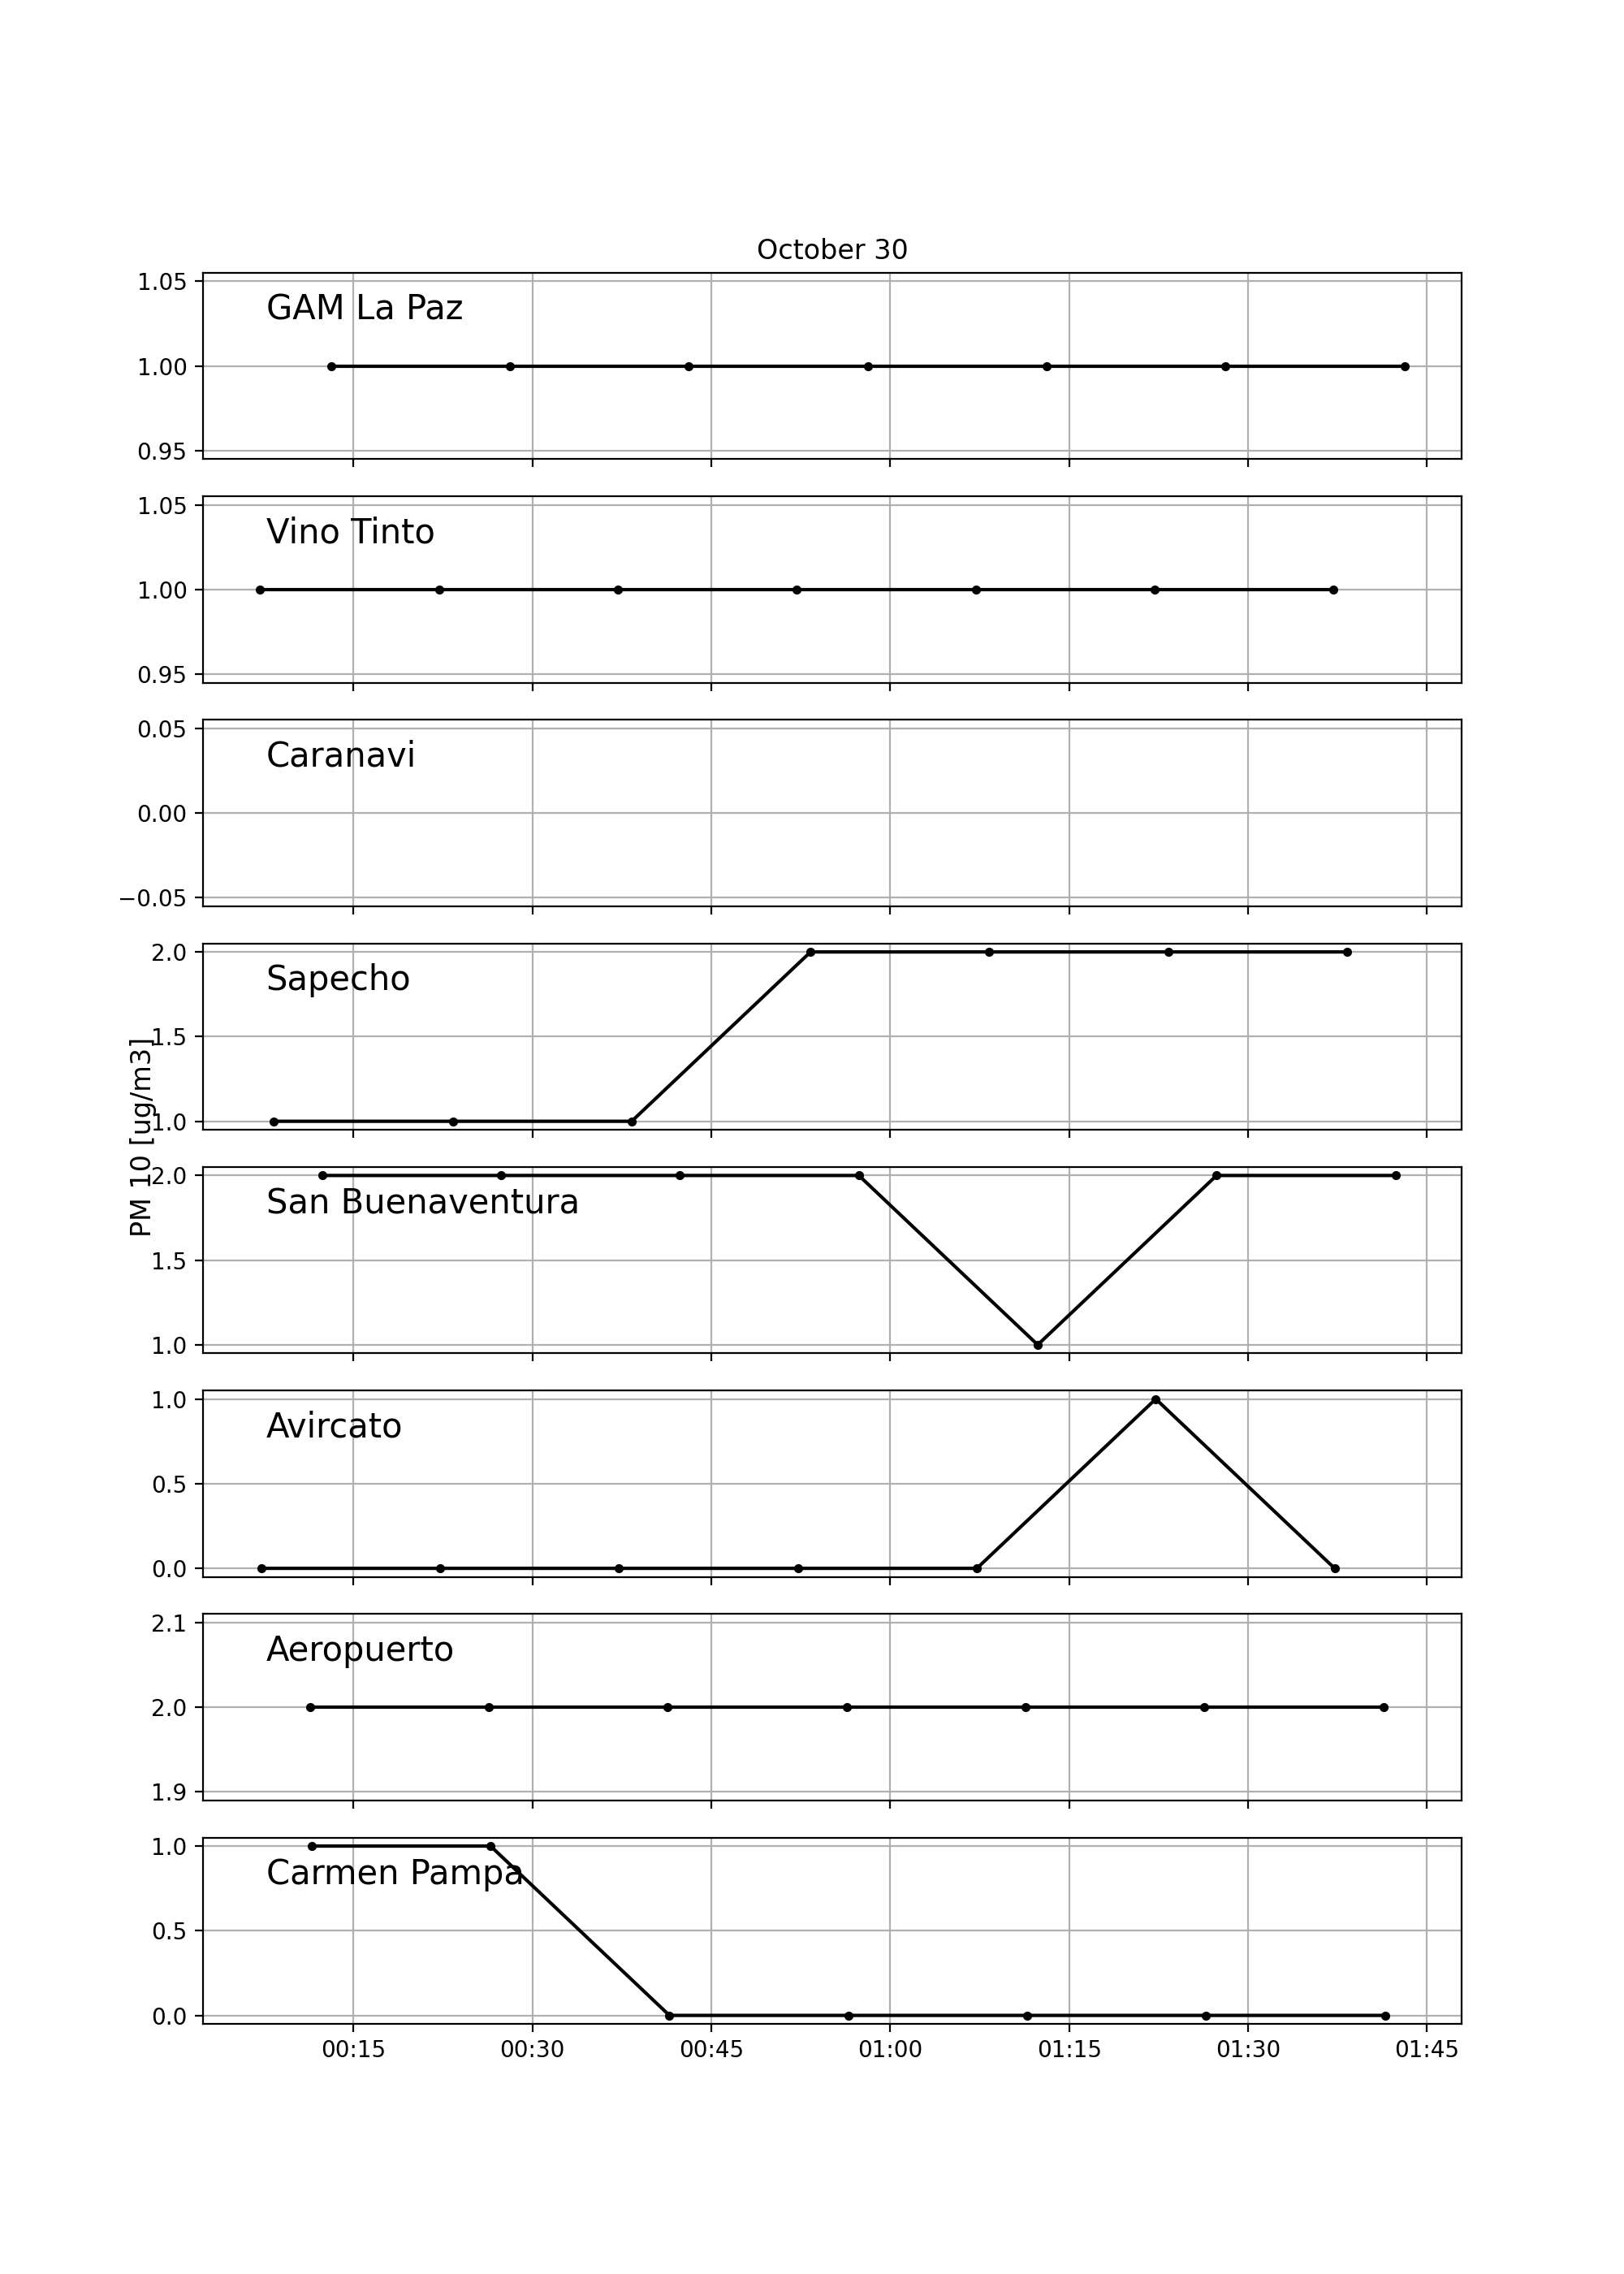 October 30
1.05
GAM La Paz
1.00
0.95
1.05
Vino Tinto
1.00
0.95
0.05
Caranavi
0.00
−0.05
2.0
Sapecho
1.5
1.0
PM 10 [ug/m3]
2.0
San Buenaventura
1.5
1.0
1.0
Avircato
0.5
0.0
2.1
Aeropuerto
2.0
1.9
1.0
Carmen Pampa
0.5
0.0
00:15 00:30 00:45 01:00 01:15 01:30 01:45